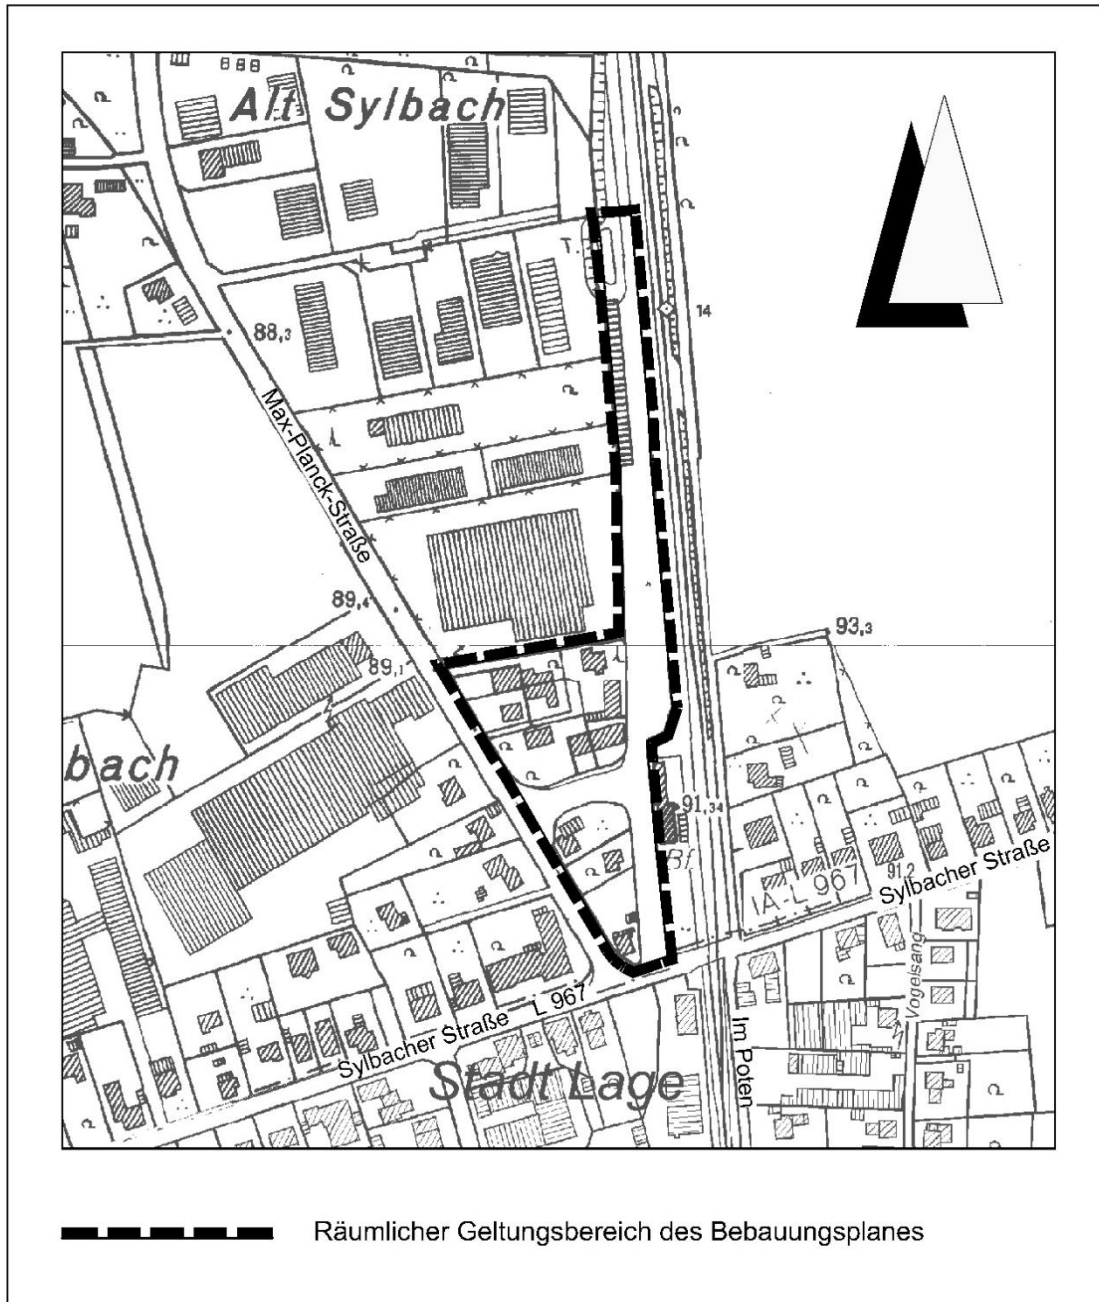 Alt Sylbach
14
88,3
Max-Planck-Straße
89,4
93,3
89,1
bach
91,34
Bf.
IA-L 967
91,2
Sylbacher Straße
Vogelsang
L 967
Sylbacher Straße
Im Poten
Stadt Lage
Räumlicher Geltungsbereich des Bebauungsplanes